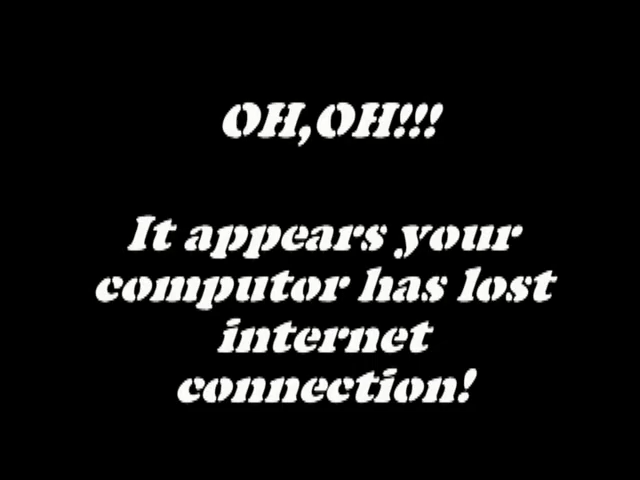 OH,OH!!!
It appears your
computor has lost
internet
connection!